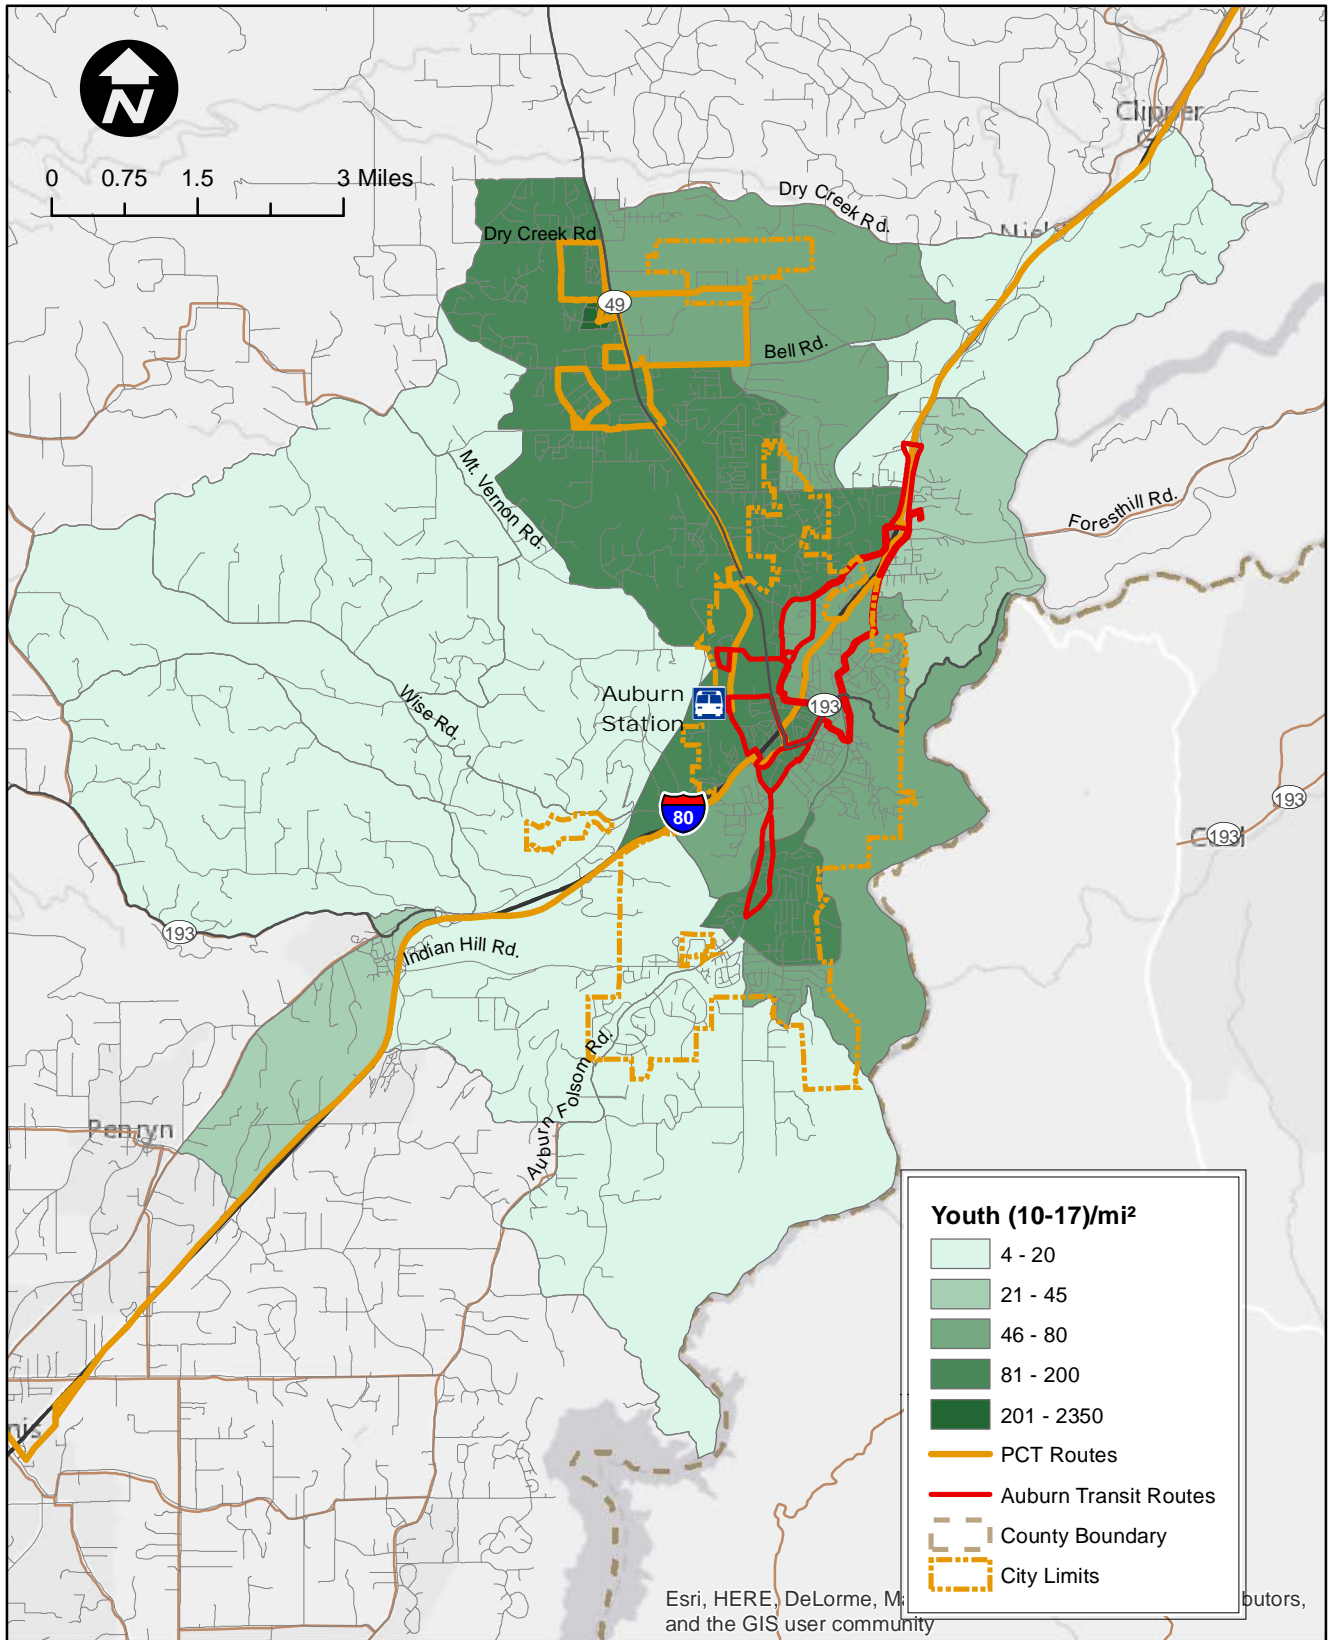 N
0 0.75 1.5 3 Miles
Clipper
Dry Creek Rd.
Dry Creek Rd
49
Bell Rd.
Mt. Vernon Rd.
Foresthill Rd.
Wise Rd.
Auburn
Station
193
80
193
193
193
Indian Hill Rd.
Auburn Folsom Rd.
Penryn
Youth (10-17)/mi²
4 - 20
21 - 45
46 - 80
81 - 200
201 - 2350
PCT Routes
Auburn Transit Routes
County Boundary
City Limits
Esri, HERE, DeLorme, Ma butors,
and the GIS user community